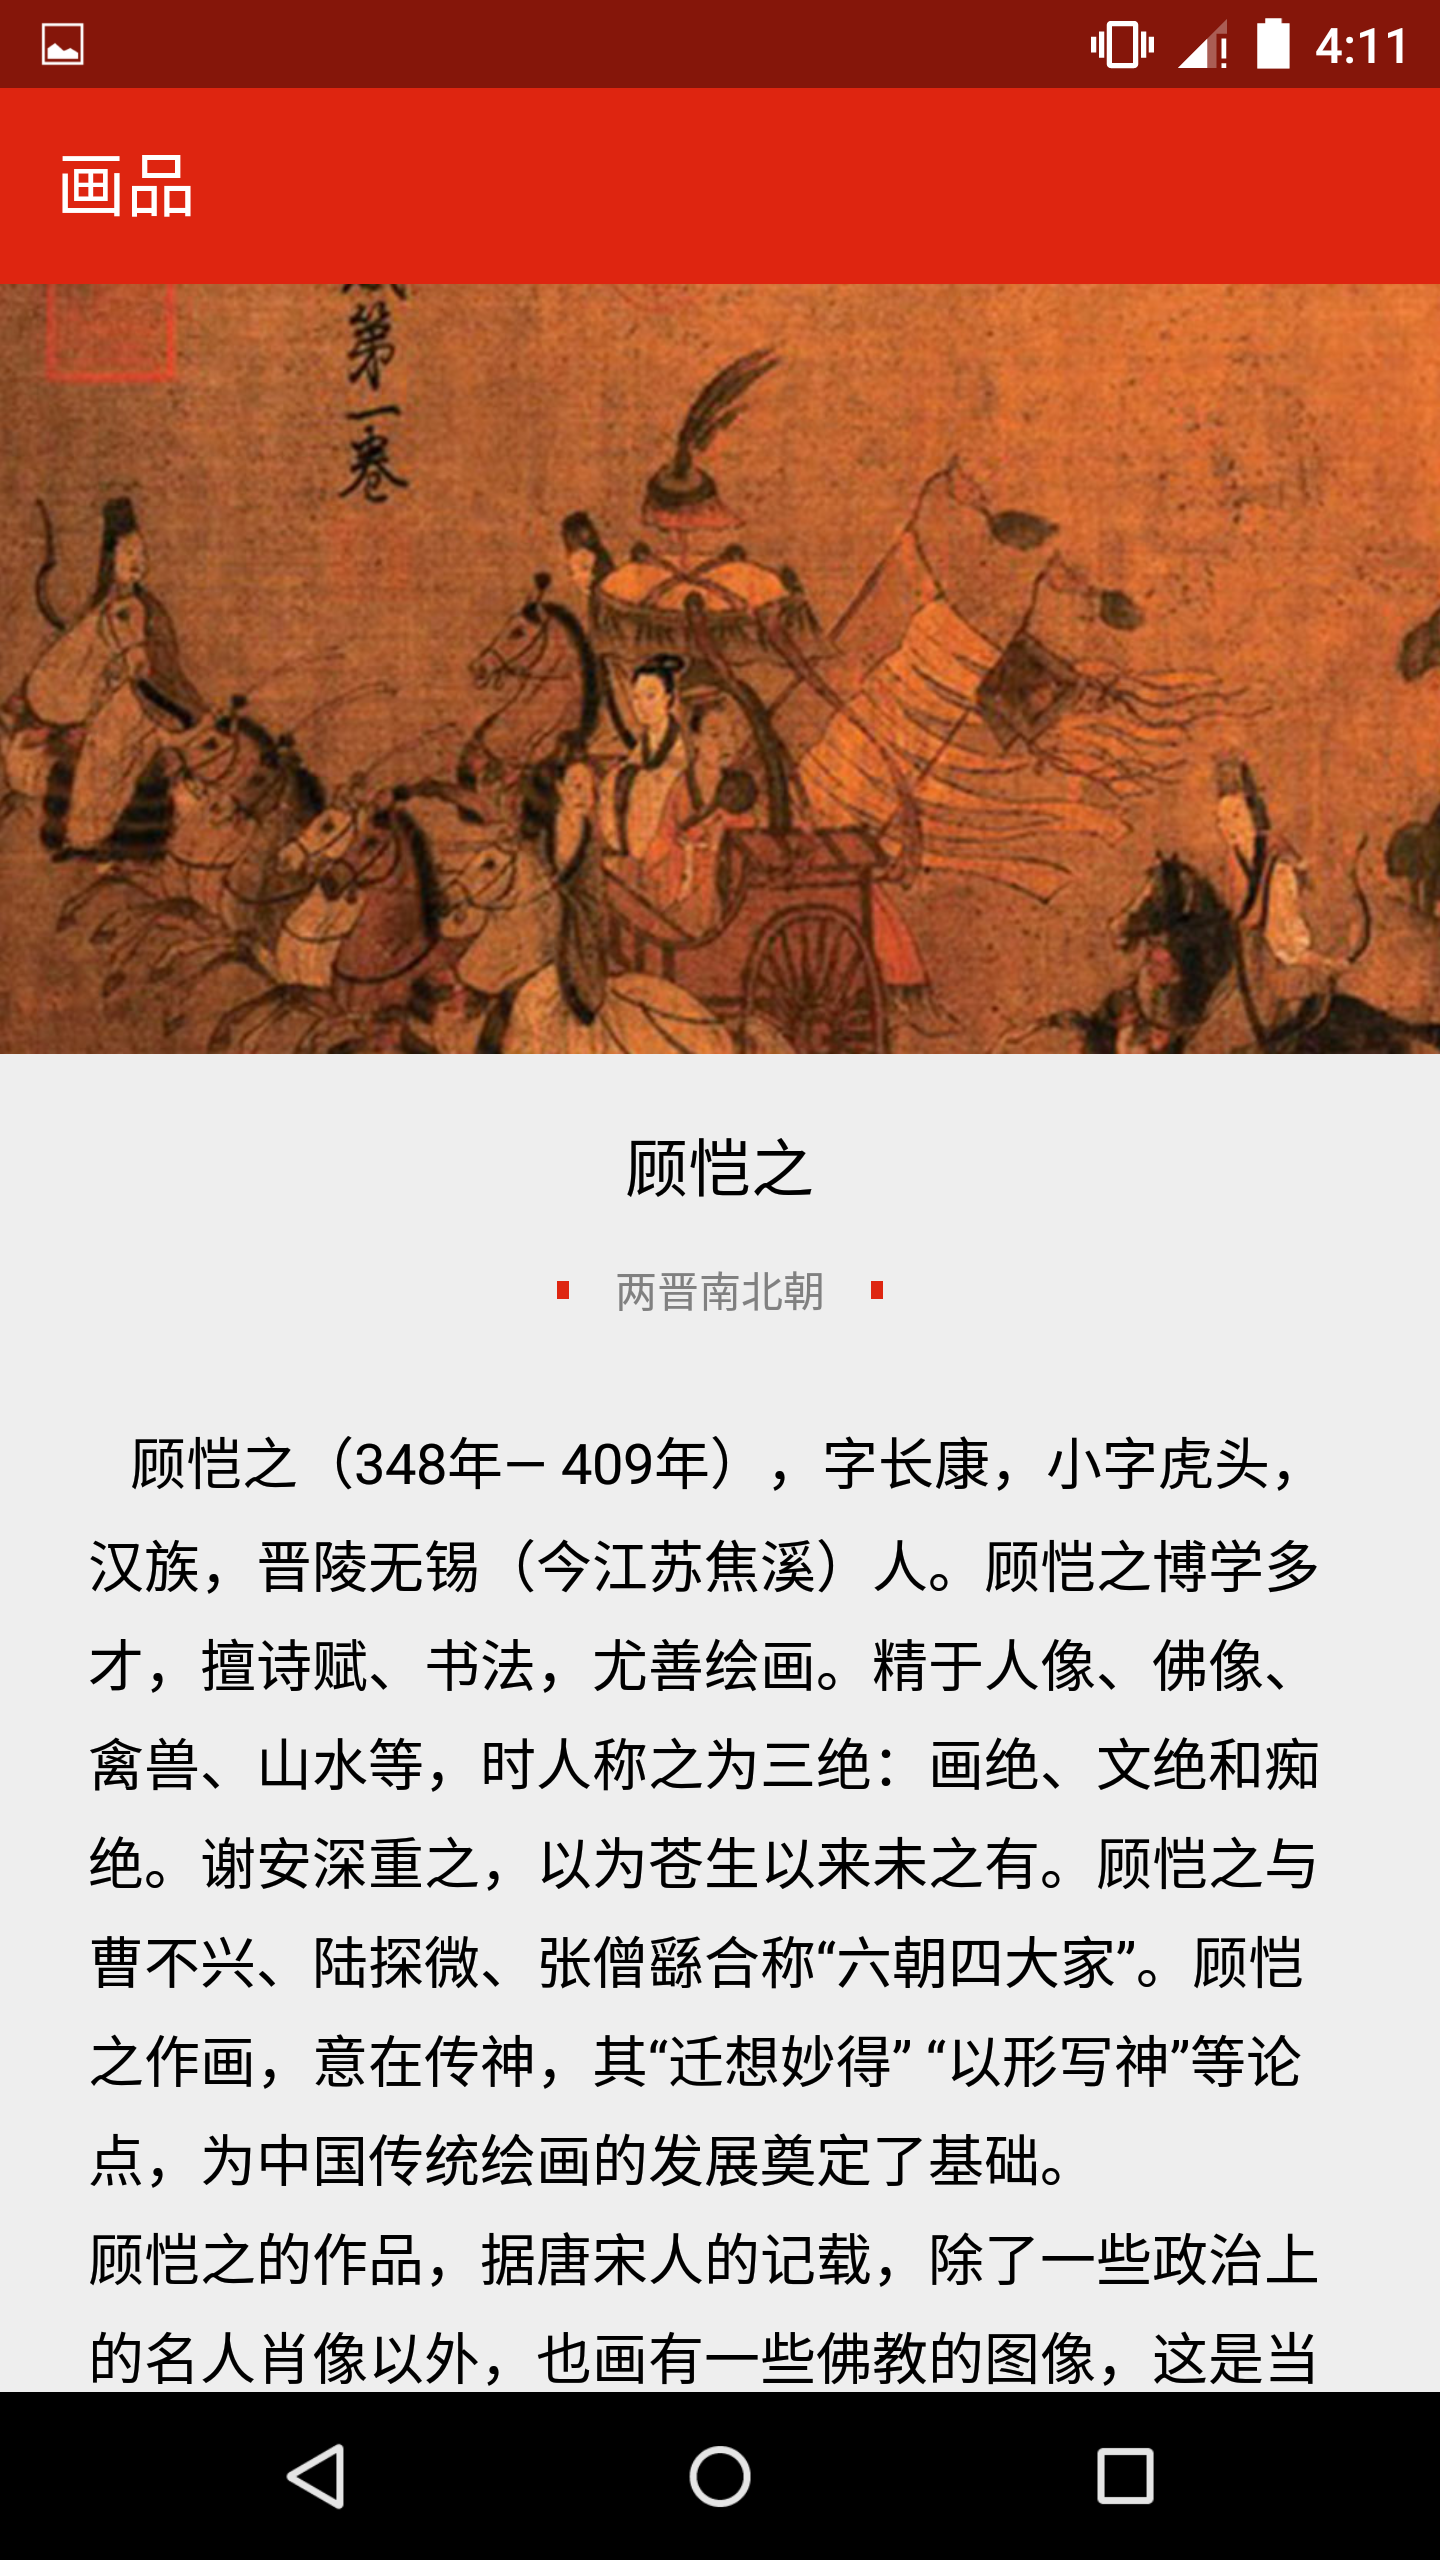 4:11
画品
第一卷
顾恺之
两晋南北朝
顾恺之（348年— 409年），字长康，小字虎头，
汉族，晋陵无锡（今江苏焦溪）人。顾恺之博学多
才，擅诗赋、书法，尤善绘画。精于人像、佛像、
禽兽、山水等，时人称之为三绝：画绝、文绝和痴
绝。谢安深重之，以为苍生以来未之有。顾恺之与
曹不兴、陆探微、张僧繇合称“六朝四大家”。顾恺
之作画，意在传神，其“迁想妙得” “以形写神”等论
点，为中国传统绘画的发展奠定了基础。
顾恺之的作品，据唐宋人的记载，除了一些政治上
的名人肖像以外，也画有一些佛教的图像，这是当